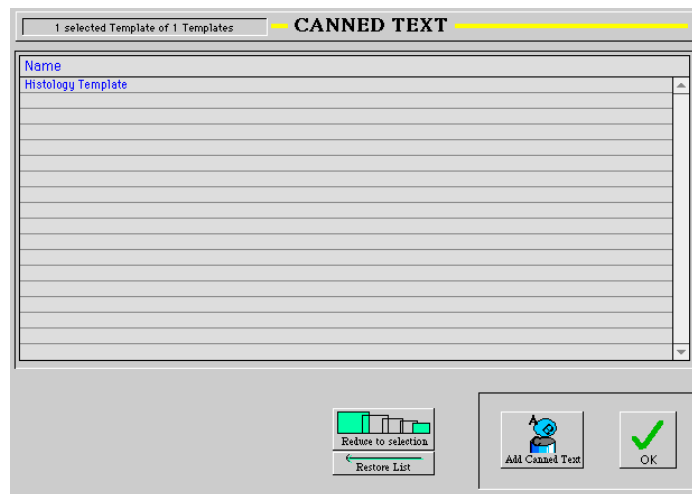 1 selected Template of 1 Templates
CANNED TEXT
Name
Histology Template
Reduce to selection
Restore List
A
Add Canned Text
OK